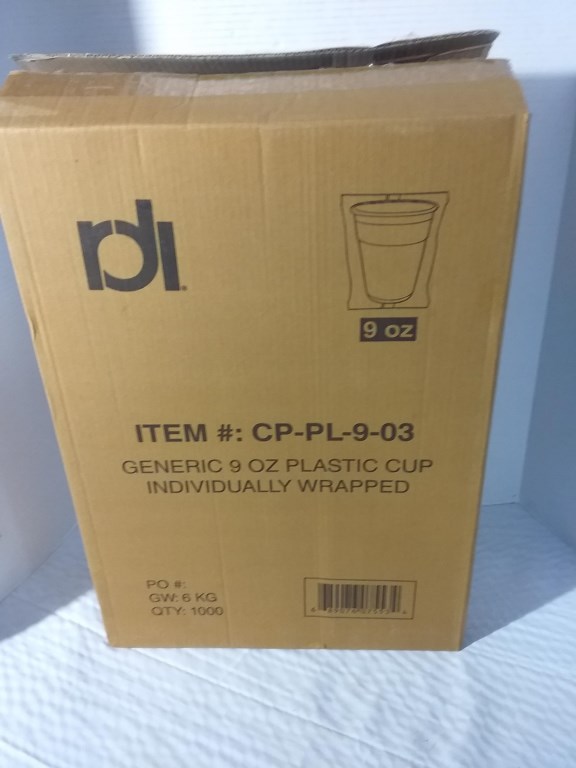 rdi
9 oz
ITEM #: CP-PL-9-03
GENERIC 9 OZ PLASTIC CUP
INDIVIDUALLY WRAPPED
PO #:
GW: 6 KG
QTY: 1000